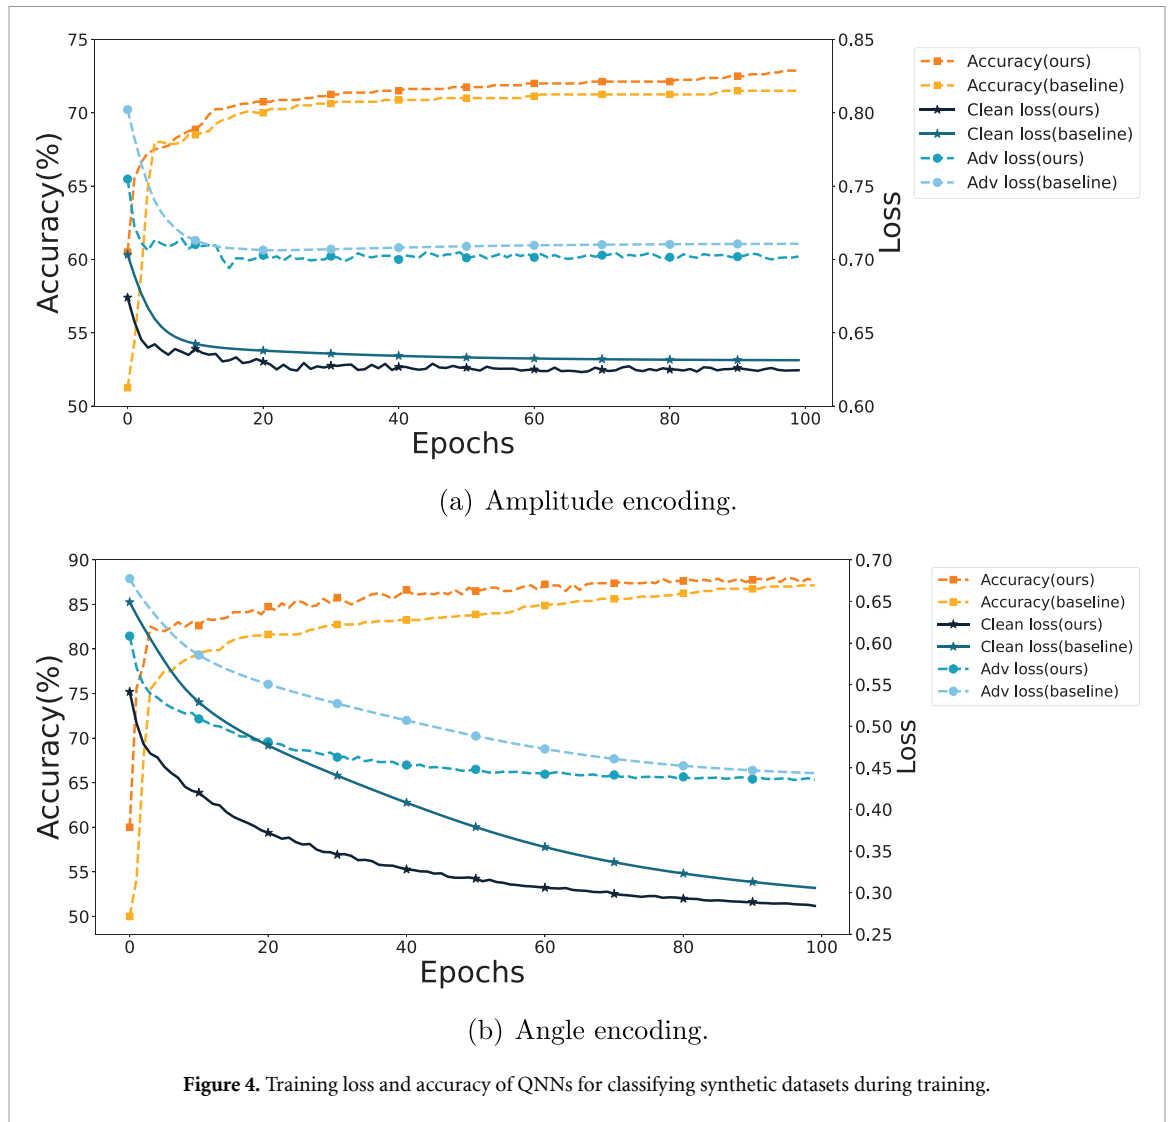 75
70
65
60
55
50
Accuracy(%)
0.85
0.80
0.75
0.70
0.65
0.60
Loss
0 20 40 60 80 100
Epochs
Accuracy(ours)
Accuracy(baseline)
Clean loss(ours)
Clean loss(baseline)
Adv loss(ours)
Adv loss(baseline)
(a) Amplitude encoding.
90
85
80
75
70
65
60
55
50
Accuracy(%)
0.70
0.65
0.60
0.55
0.50
0.45
0.40
0.35
0.30
0.25
Loss
0 20 40 60 80 100
Epochs
Accuracy(ours)
Accuracy(baseline)
Clean loss(ours)
Clean loss(baseline)
Adv loss(ours)
Adv loss(baseline)
(b) Angle encoding.
Figure 4. Training loss and accuracy of QNNs for classifying synthetic datasets during training.